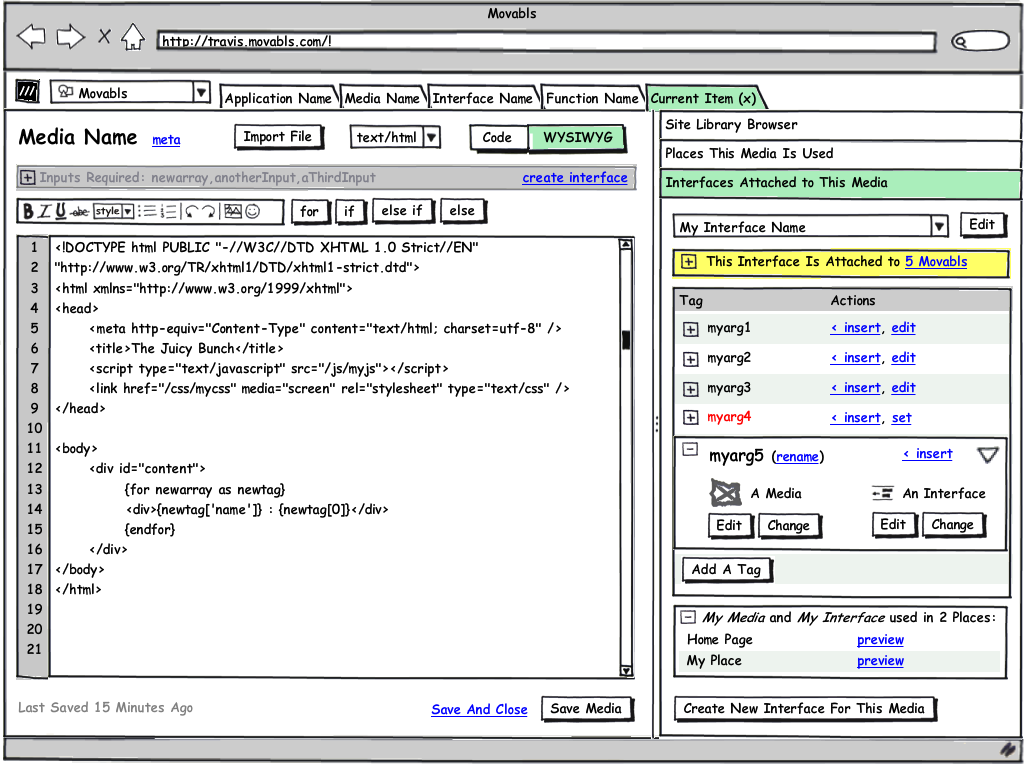 Movabls
http://travis.movabls.com/!
Movabls
Application Name
Media Name
Interface Name
Function Name
Current Item (x)
Media Name meta
Import File
text/html
Code
WYSIWYG
Inputs Required: newarray,anotherInput,aThirdInput
create interface
B I U abc style
for
if
else if
else
1 <!DOCTYPE html PUBLIC "-//W3C//DTD XHTML 1.0 Strict//EN"
2 "http://www.w3.org/TR/xhtml1/DTD/xhtml1-strict.dtd">
3 <html xmlns="http://www.w3.org/1999/xhtml">
4 <head>
5 <meta http-equiv="Content-Type" content="text/html; charset=utf-8" />
6 <title>The Juicy Bunch</title>
7 <script type="text/javascript" src="/js/myjs"></script>
8 <link href="/css/mycss" media="screen" rel="stylesheet" type="text/css" />
9 </head>
10
11 <body>
12 <div id="content">
13 {for newarray as newtag}
14 <div>{newtag['name']} : {newtag[0]}</div>
15 {endfor}
16 </div>
17 </body>
18 </html>
19
20
21
Last Saved 15 Minutes Ago
Save And Close
Save Media
Site Library Browser
Places This Media Is Used
Interfaces Attached to This Media
My Interface Name
Edit
This Interface Is Attached to 5 Movabls
Tag Actions
myarg1 < insert, edit
myarg2 < insert, edit
myarg3 < insert, edit
myarg4 < insert, set
myarg5 (rename) < insert
A Media An Interface
Edit Change Edit Change
Add A Tag
My Media and My Interface used in 2 Places:
Home Page preview
My Place preview
Create New Interface For This Media